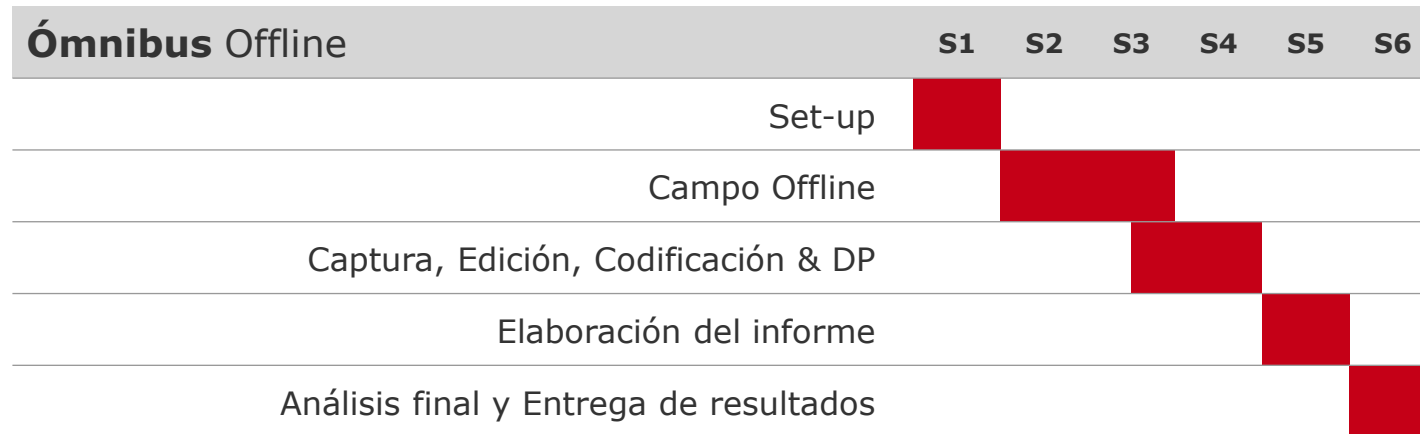 Ómnibus Offline S1 S2 S3 S4 S5 S6
Set-up
Campo Offline
Captura, Edición, Codificación & DP
Elaboración del informe
Análisis final y Entrega de resultados